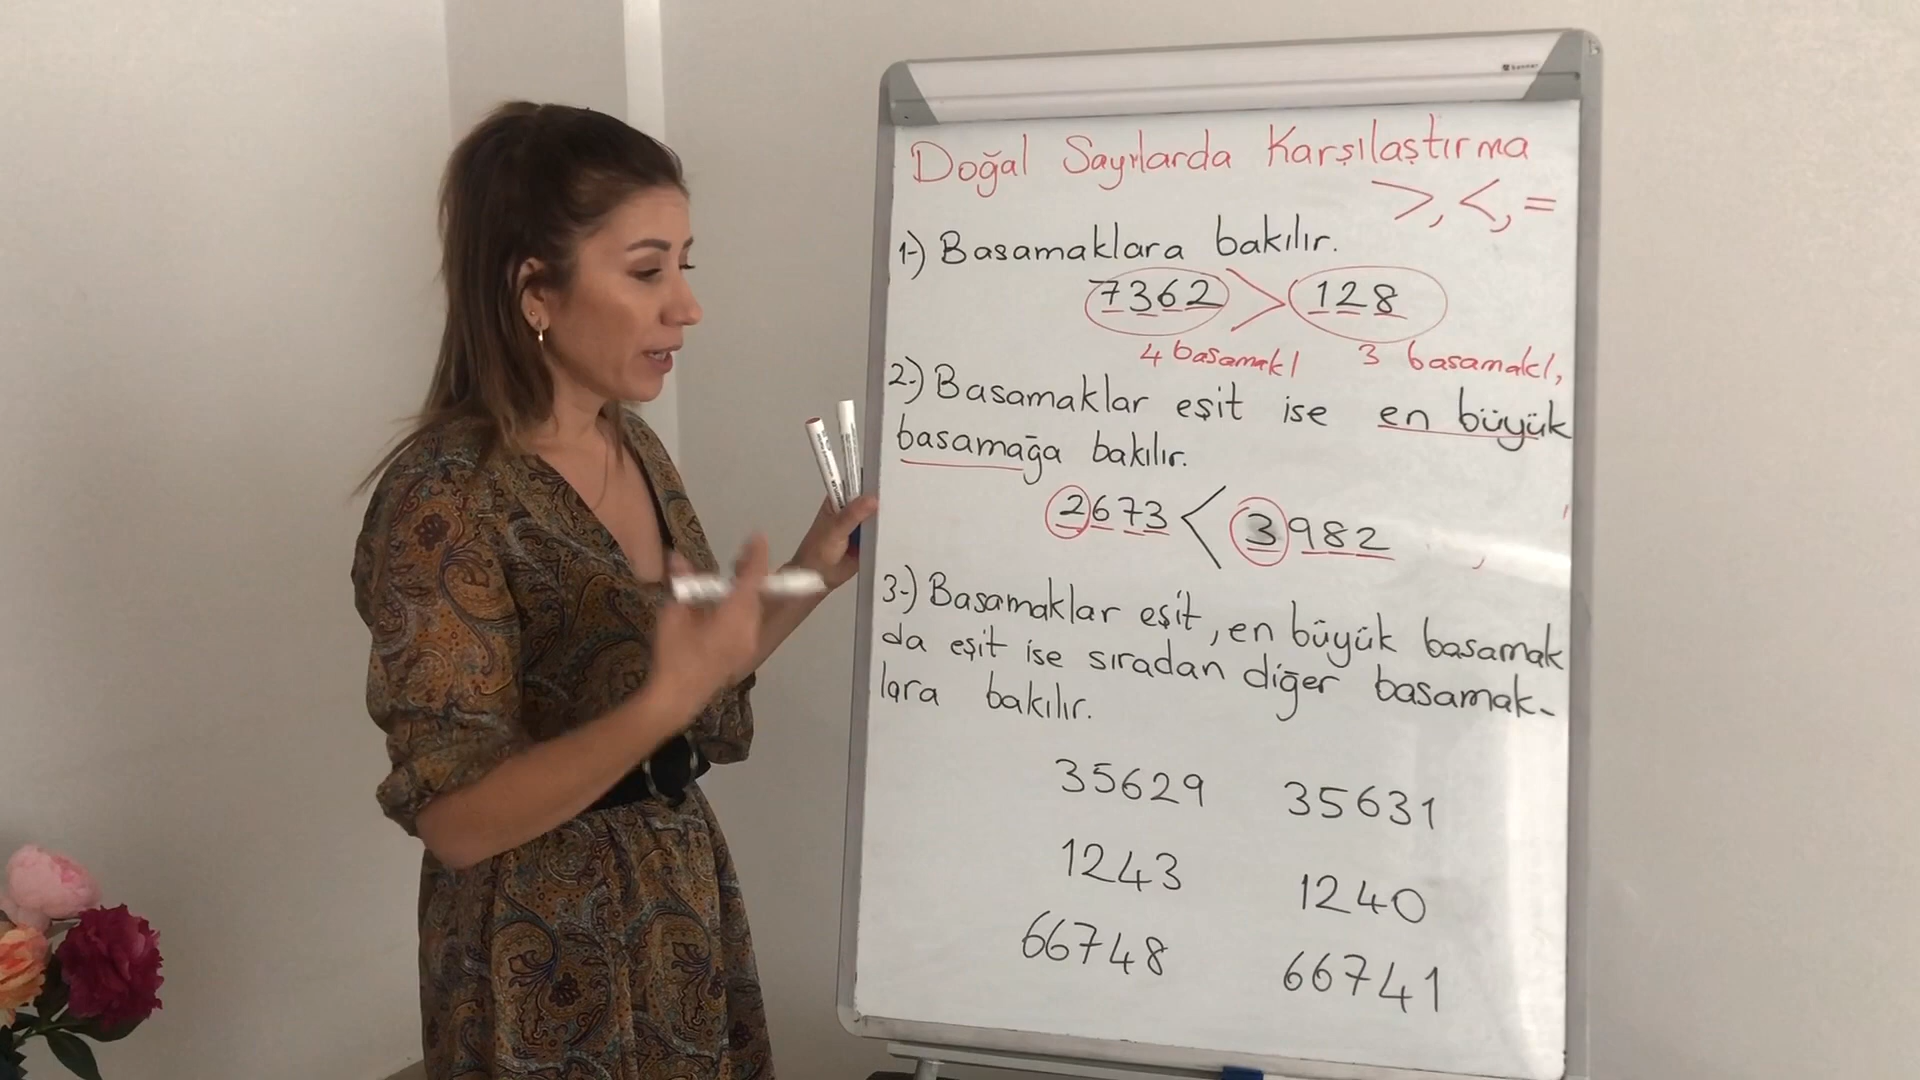 Doğal Sayılarda Karşılaştırma
>, <, =
1-) Basamaklara bakılır.
7362 > 128
4 basamakl 3 basamakl,
2-) Basamaklar eşit ise en büyük
basamağa bakılır.
2673 < 3982
3-) Basamaklar eşit, en büyük basamak
da eşit ise sıradan diğer basamak-
lara bakılır.
35629 35631
1243 1240
66748 66741